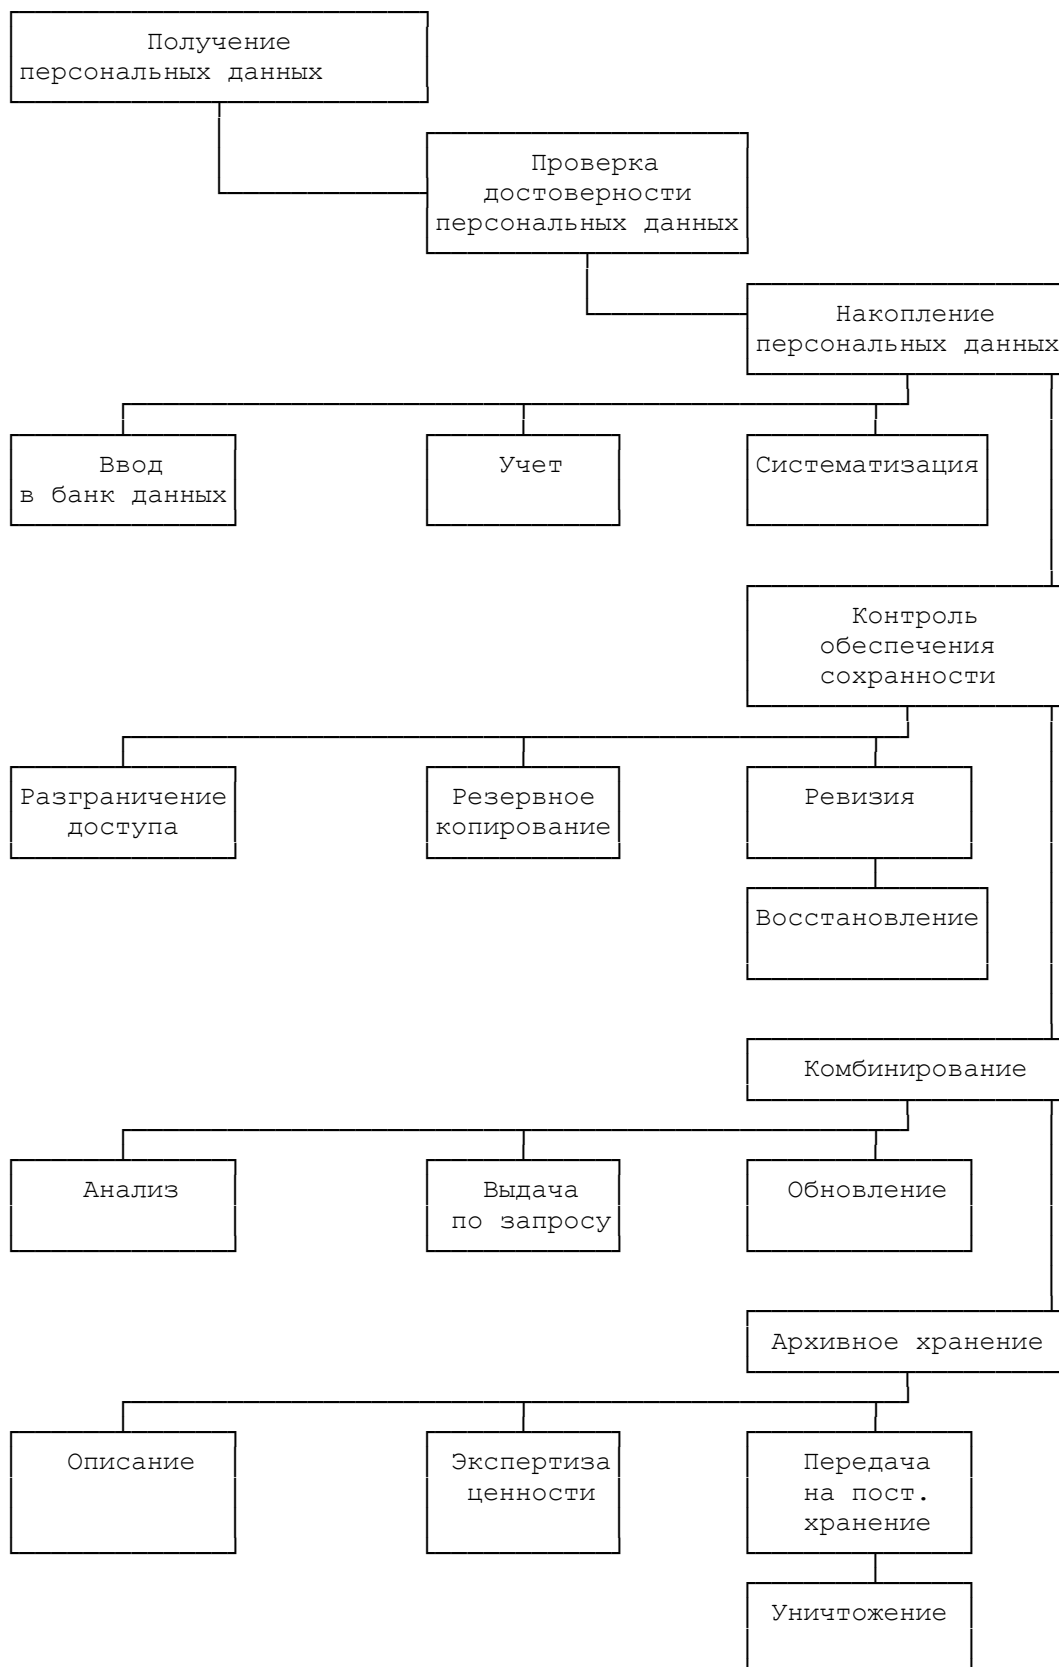 Получение
персональных данных
Проверка
достоверности
персональных данных
Накопление
персональных данных
Ввод
в банк данных
Учет
Систематизация
Контроль
обеспечения
сохранности
Разграничение
доступа
Резервное
копирование
Ревизия
Восстановление
Комбинирование
Анализ
Выдача
по запросу
Обновление
Архивное хранение
Описание
Экспертиза
ценности
Передача
на пост.
хранение
Уничтожение